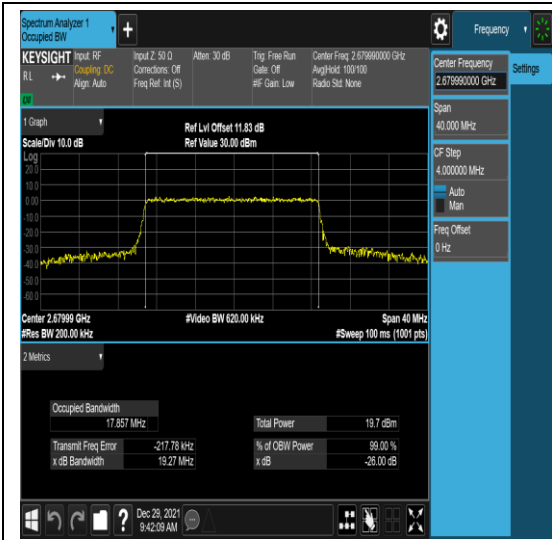 Spectrum Analyzer 1
Occupied BW
Frequency
KEYSIGHT
Input: RF
Coupling: DC
Align: Auto
Input Z: 50 Ω
Corrections: Off
Freq Ref: Int (S)
Atten: 30 dB
Trig: Free Run
Gate: Off
#IF Gain: Low
Center Freq: 2.679990000 GHz
Avg|Hold: 100/100
Radio Std: None
R L
Center Frequency
2.679990000 GHz
Settings
Span
40.000 MHz
CF Step
4.000000 MHz
Auto
Man
Freq Offset
0 Hz
1 Graph
Scale/Div 10.0 dB
Ref Lvl Offset 11.83 dB
Ref Value 30.00 dBm
Log
20.0
10.0
0.00
-10.0
-20.0
-30.0
-40.0
-50.0
-60.0
Center 2.67999 GHz
#Res BW 200.00 kHz
#Video BW 620.00 kHz
Span 40 MHz
#Sweep 100 ms (1001 pts)
2 Metrics
Occupied Bandwidth
17.857 MHz
Total Power 19.7 dBm
Transmit Freq Error -217.78 kHz
% of OBW Power 99.00 %
x dB Bandwidth 19.27 MHz
x dB -26.00 dB
?
Dec 29, 2021
9:42:09 AM